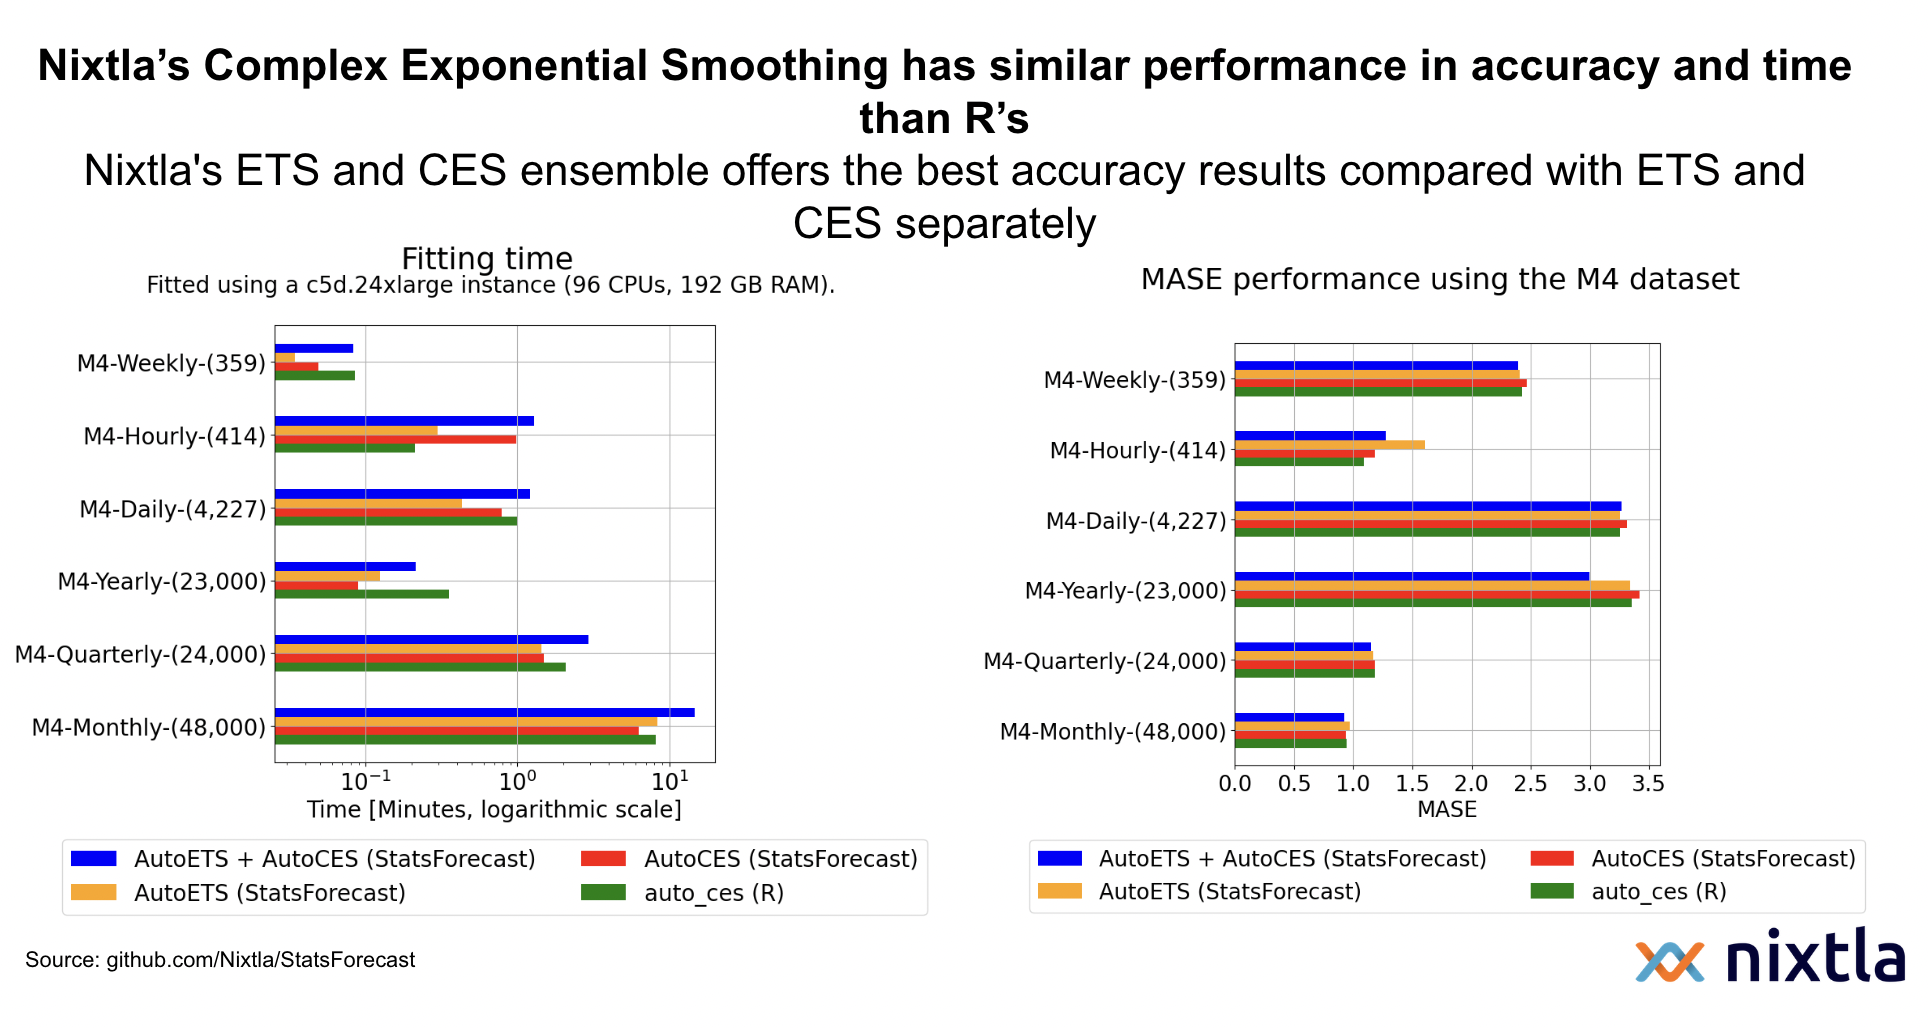 Nixtla’s Complex Exponential Smoothing has similar performance in accuracy and time
than R’s
Nixtla's ETS and CES ensemble offers the best accuracy results compared with ETS and
CES separately
Fitting time
Fitted using a c5d.24xlarge instance (96 CPUs, 192 GB RAM).
M4-Weekly-(359)
M4-Hourly-(414)
M4-Daily-(4,227)
M4-Yearly-(23,000)
M4-Quarterly-(24,000)
M4-Monthly-(48,000)
10⁻¹ 10⁰ 10¹
Time [Minutes, logarithmic scale]
AutoETS + AutoCES (StatsForecast)
AutoETS (StatsForecast)
AutoCES (StatsForecast)
auto_ces (R)
MASE performance using the M4 dataset
M4-Weekly-(359)
M4-Hourly-(414)
M4-Daily-(4,227)
M4-Yearly-(23,000)
M4-Quarterly-(24,000)
M4-Monthly-(48,000)
0.0 0.5 1.0 1.5 2.0 2.5 3.0 3.5
MASE
AutoETS + AutoCES (StatsForecast)
AutoETS (StatsForecast)
AutoCES (StatsForecast)
auto_ces (R)
Source: github.com/Nixtla/StatsForecast
nixtla